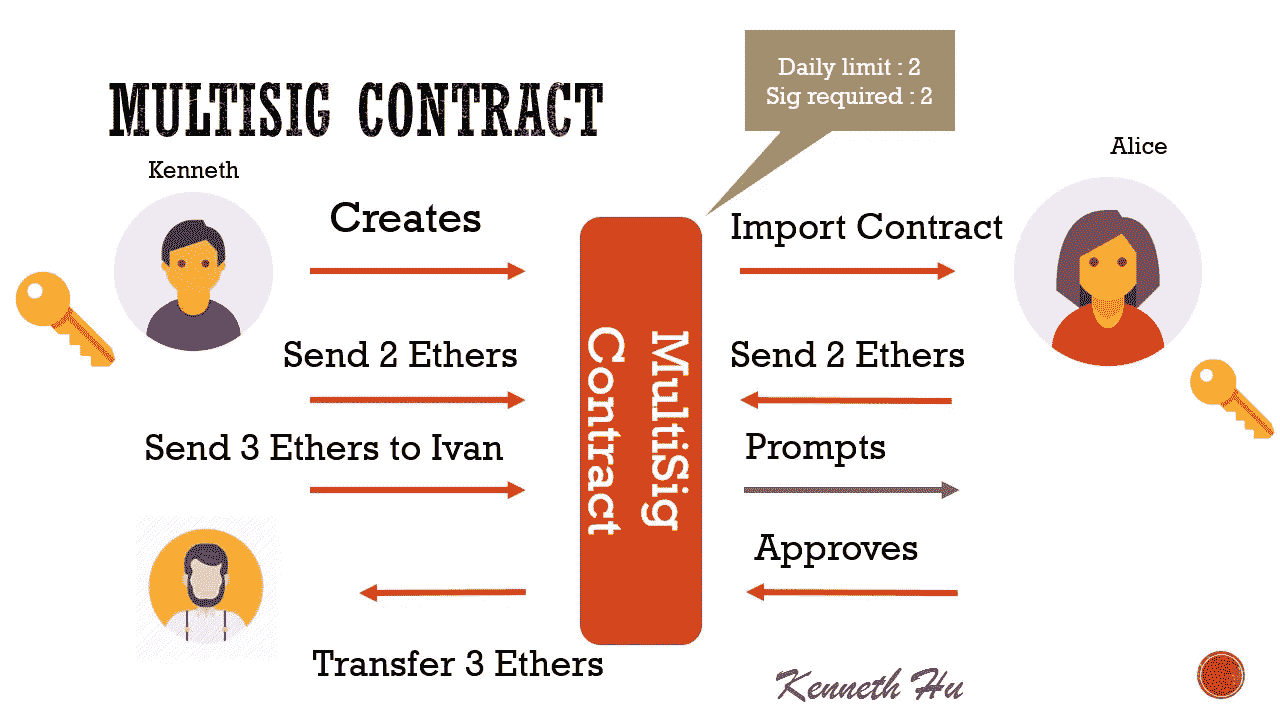 Daily limit : 2
Sig required : 2
MULTISIG CONTRACT
Kenneth
Alice
Creates
Import Contract
Send 2 Ethers
Send 2 Ethers
Send 3 Ethers to Ivan
Prompts
MultiSig
Contract
Approves
Transfer 3 Ethers
Kenneth Hu